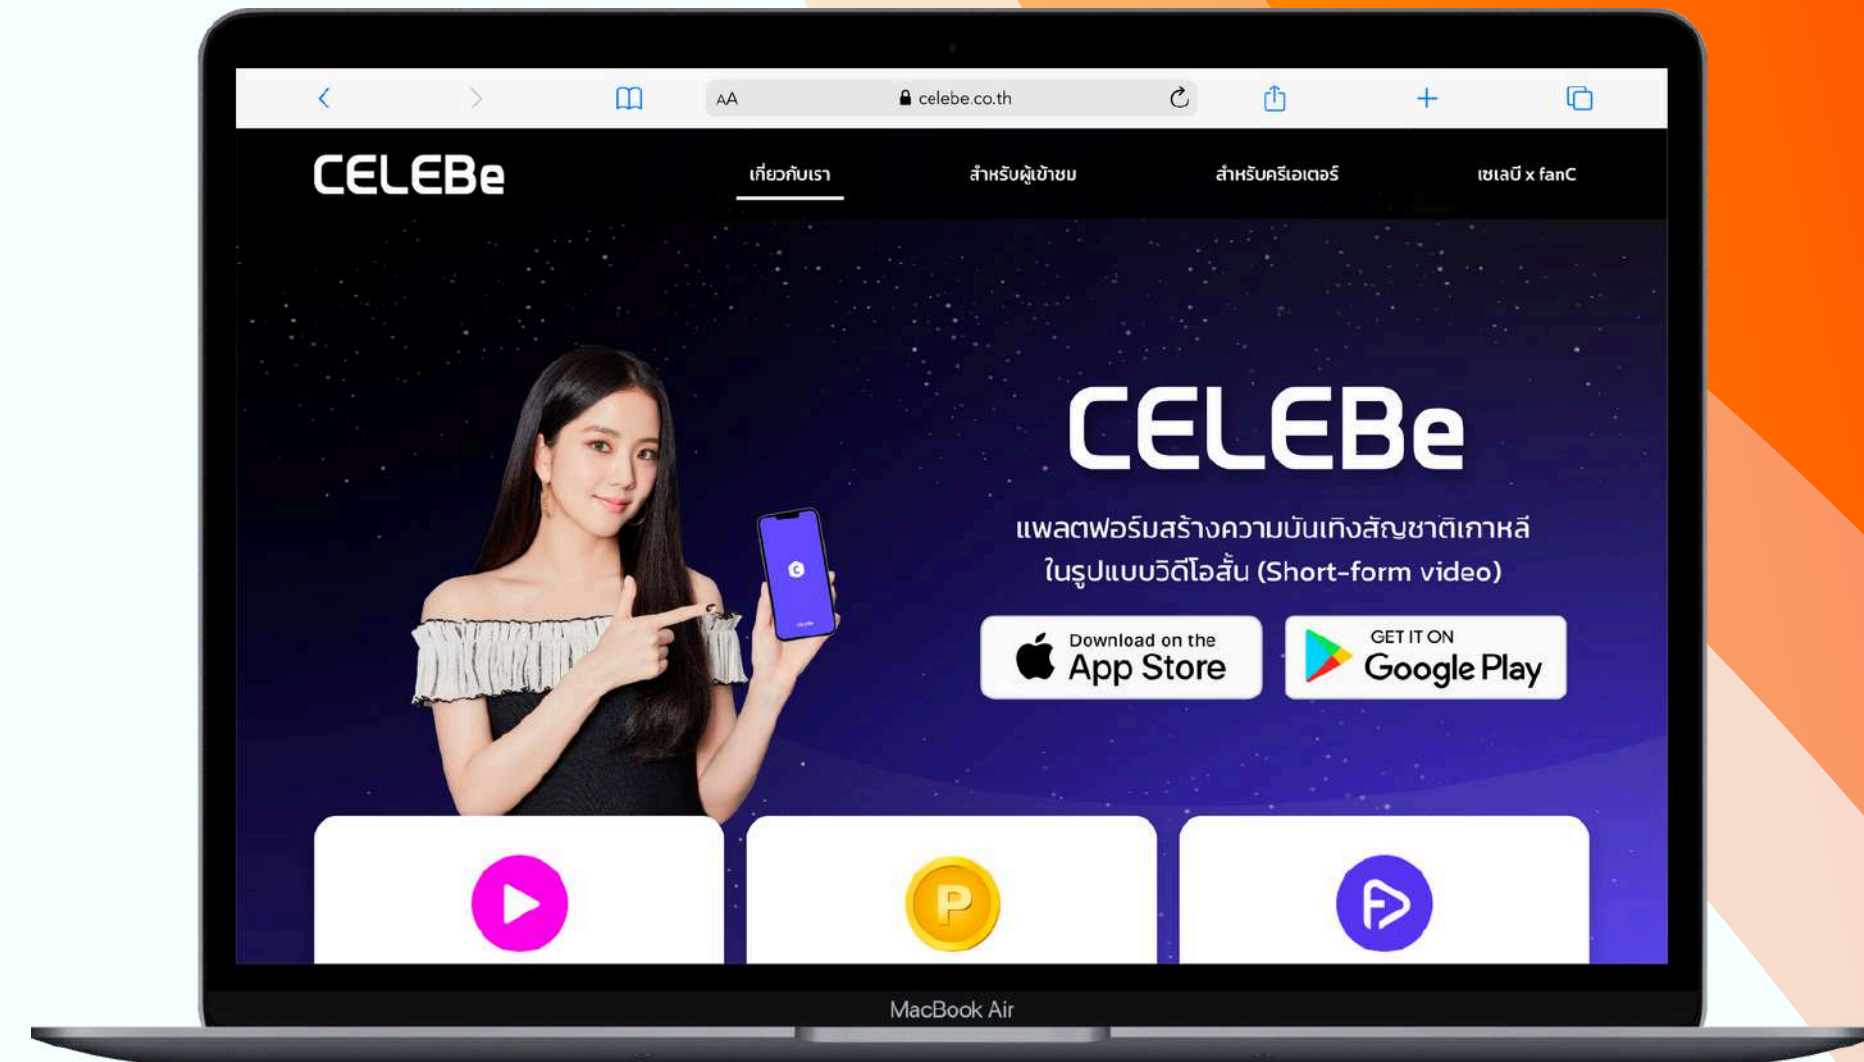 AA
celebe.co.th
CELEBe
เกี่ยวกับเรา
สำหรับผู้เข้าชม
สำหรับครีเอเตอร์
เซเลบี x fanC
CELEBe
แพลตฟอร์มสร้างความบันเทิงสัญชาติเกาหลี
ในรูปแบบวิดีโอสั้น (Short-form video)
Download on the
App Store
GET IT ON
Google Play
C
P
MacBook Air